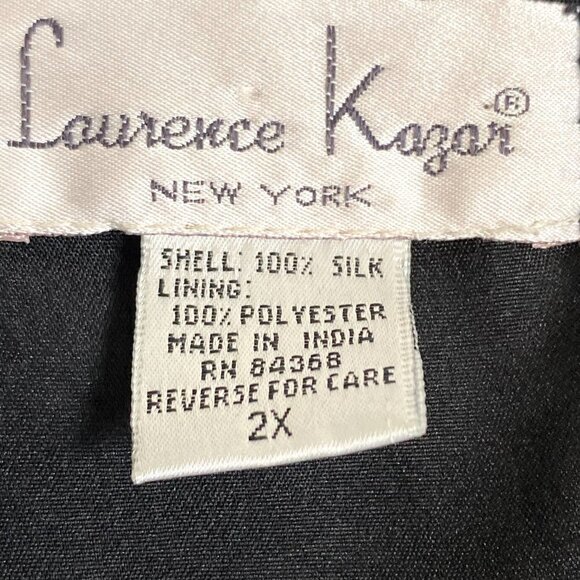 Laurence Kazar®
NEW YORK
SHELL: 100% SILK
LINING:
100% POLYESTER
MADE IN INDIA
RN 84368
REVERSE FOR CARE
2X